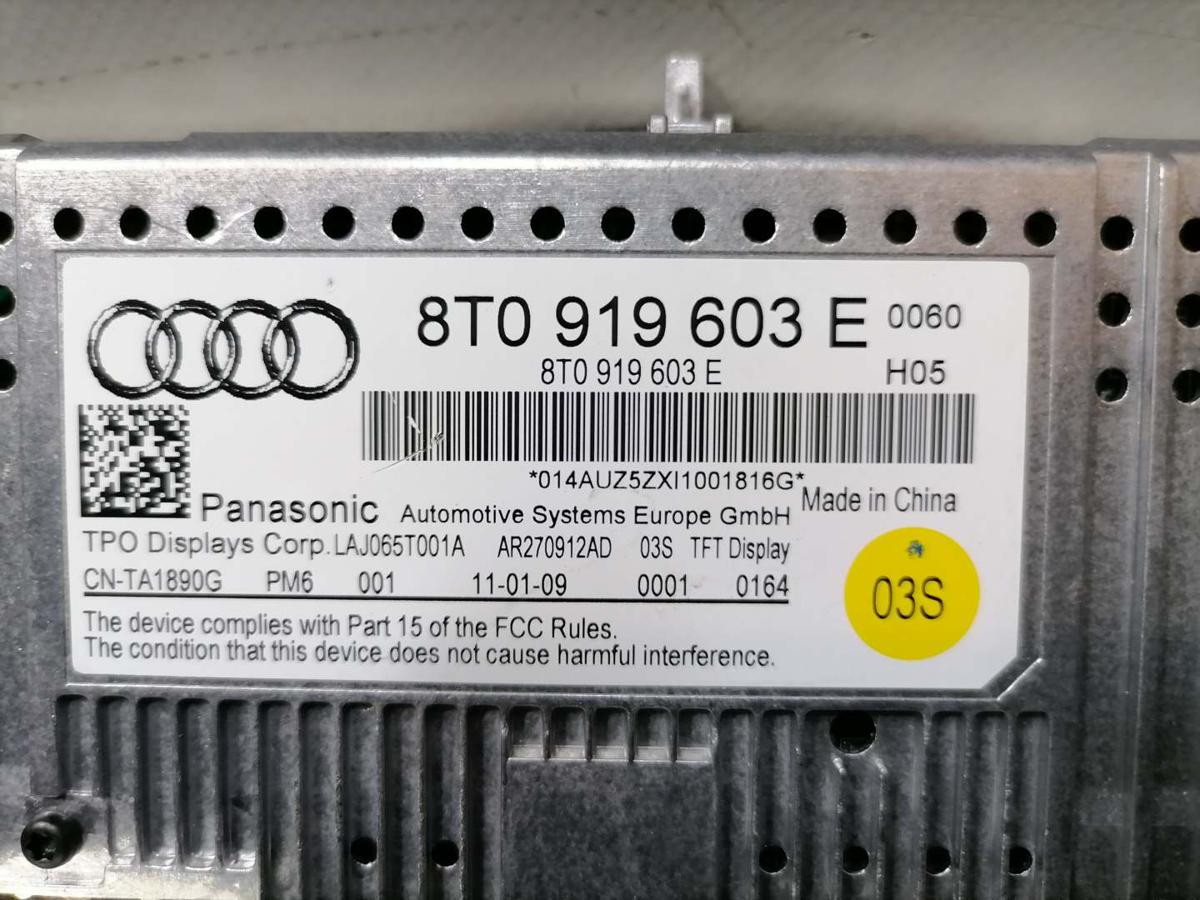 8T0 919 603 E 0060
8T0 919 603 E H05
*014AUZ5ZXI1001816G*
Panasonic Automotive Systems Europe GmbH Made in China
TPO Displays Corp. LAJ065T001A AR270912AD 03S TFT Display
CN-TA1890G PM6 001 11-01-09 0001 0164
03S
The device complies with Part 15 of the FCC Rules.
The condition that this device does not cause harmful interference.